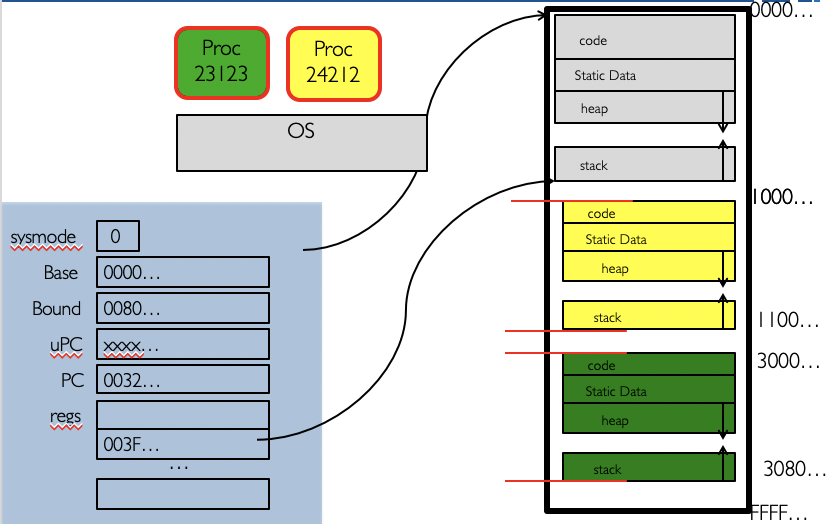 Proc
23123
Proc
24212
OS
sysmode
0
Base
0000...
Bound
0080...
uPC
xxxx...
PC
0032...
regs
003F...
...
0000...
code
Static Data
heap
stack
1000...
code
Static Data
heap
stack
1100...
3000...
code
Static Data
heap
stack
3080...
FFFF...